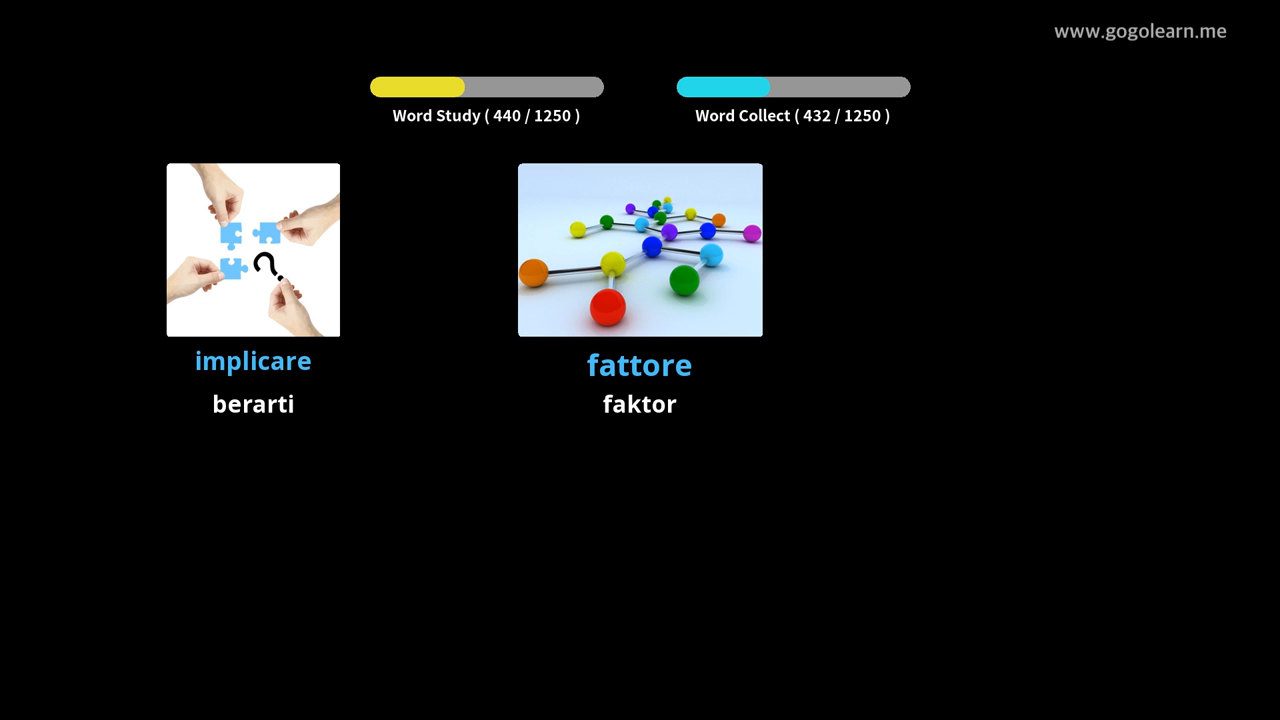 www.gogolearn.me
Word Study ( 440 / 1250 )
Word Collect ( 432 / 1250 )
implicare
berarti
fattore
faktor